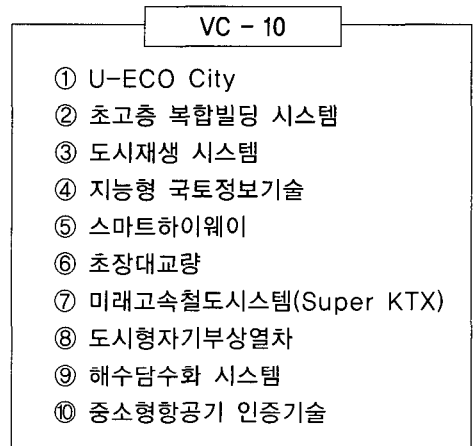 VC - 10
① U-ECO City
② 초고층 복합빌딩 시스템
③ 도시재생 시스템
④ 지능형 국토정보기술
⑤ 스마트하이웨이
⑥ 초장대교량
⑦ 미래고속철도시스템(Super KTX)
⑧ 도시형자기부상열차
⑨ 해수담수화 시스템
⑩ 중소형항공기 인증기술